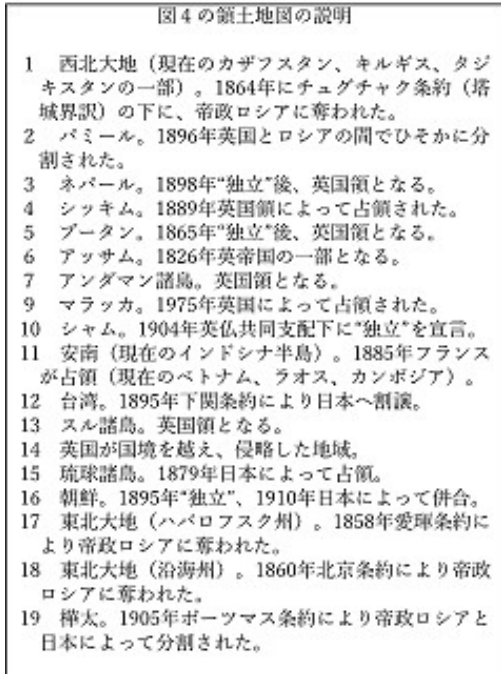 図4の領土地図の説明
1 西北大地（現在のカザフスタン、キルギス、タジ
キスタンの一部）。1864年にチュグチャク条約（塔
城界訳）の下に、帝政ロシアに奪われた。
2 パミール。1896年英国とロシアの間でひそかに分
割された。
3 ネパール。1898年“独立”後、英国領となる。
4 シッキム。1889年英国領によって占領された。
5 ブータン。1865年“独立”後、英国領となる。
6 アッサム。1826年英帝国の一部となる。
7 アンダマン諸島。英国領となる。
9 マラッカ。1975年英国によって占領された。
10 シャム。1904年英仏共同支配下に“独立”を宣言。
11 安南（現在のインドシナ半島）。1885年フランス
が占領（現在のベトナム、ラオス、カンボジア）。
12 台湾。1895年下関条約により日本へ割譲。
13 スル諸島。英国領となる。
14 英国が国境を越え、侵略した地域。
15 琉球諸島。1879年日本によって占領。
16 朝鮮。1895年“独立”、1910年日本によって併合。
17 東北大地（ハバロフスク州）。1858年愛琿条約に
より帝政ロシアに奪われた。
18 東北大地（沿海州）。1860年北京条約により帝政
ロシアに奪われた。
19 樺太。1905年ポーツマス条約により帝政ロシアと
日本によって分割された。